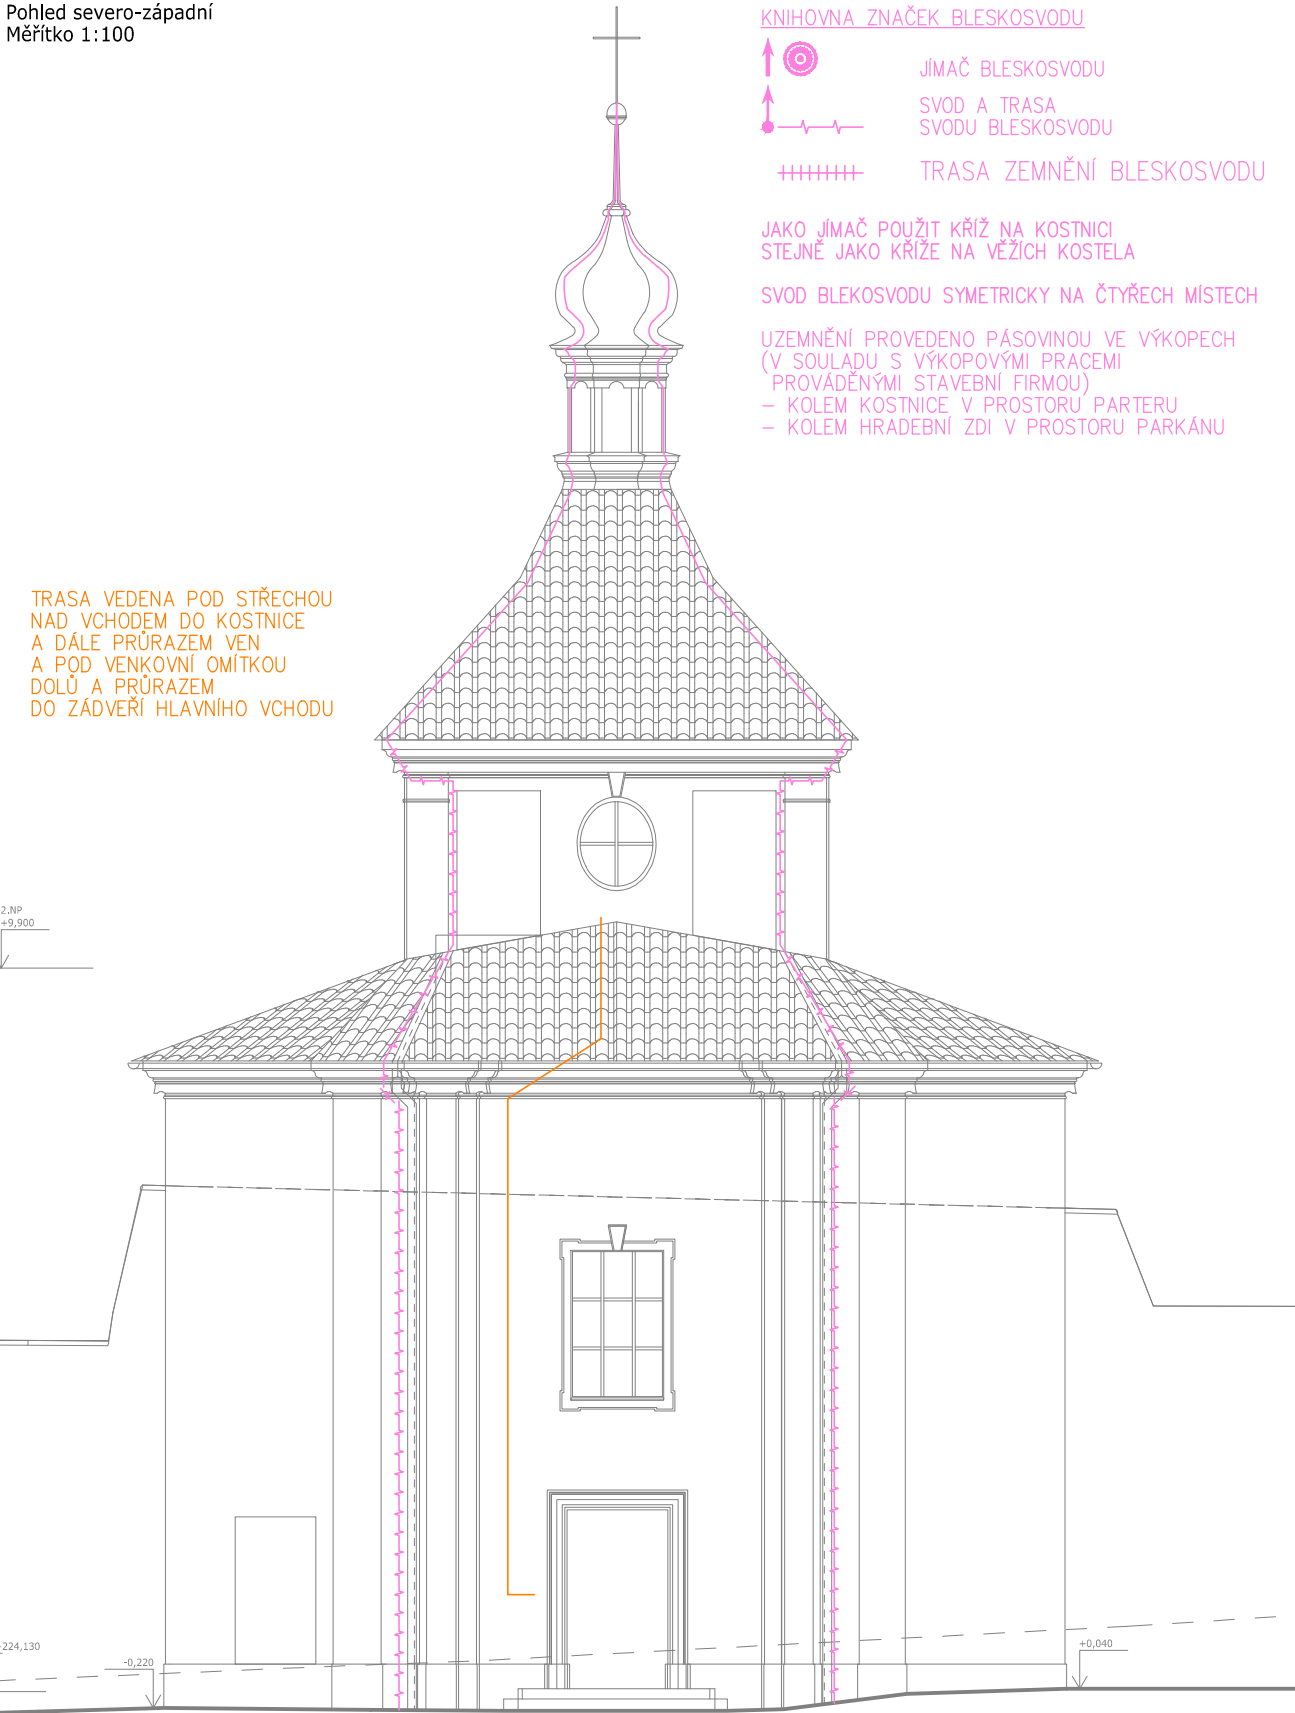 Pohled severo-západní
Měřítko 1:100
KNIHOVNA ZNAČEK BLESKOSVODU
JÍMAČ BLESKOSVODU
SVOD A TRASA
SVODU BLESKOSVODU
TRASA ZEMNĚNÍ BLESKOSVODU
JAKO JÍMAČ POUŽIT KŘÍŽ NA KOSTNICI
STEJNĚ JAKO KŘÍŽE NA VĚŽÍCH KOSTELA
SVOD BLEKOSVODU SYMETRICKY NA ČTYŘECH MÍSTECH
UZEMNĚNÍ PROVEDENO PÁSOVINOU VE VÝKOPECH
(V SOULADU S VÝKOPOVÝMI PRACEMI
PROVÁDĚNÝMI STAVEBNÍ FIRMOU)
– KOLEM KOSTNICE V PROSTORU PARTERU
– KOLEM HRADEBNÍ ZDI V PROSTORU PARKÁNU
TRASA VEDENA POD STŘECHOU
NAD VCHODEM DO KOSTNICE
A DÁLE PRŮRAZEM VEN
A POD VENKOVNÍ OMÍTKOU
DOLŮ A PRŮRAZEM
DO ZÁDVEŘÍ HLAVNÍHO VCHODU
2.NP
+9,900
224,130
-0,220
+0,040